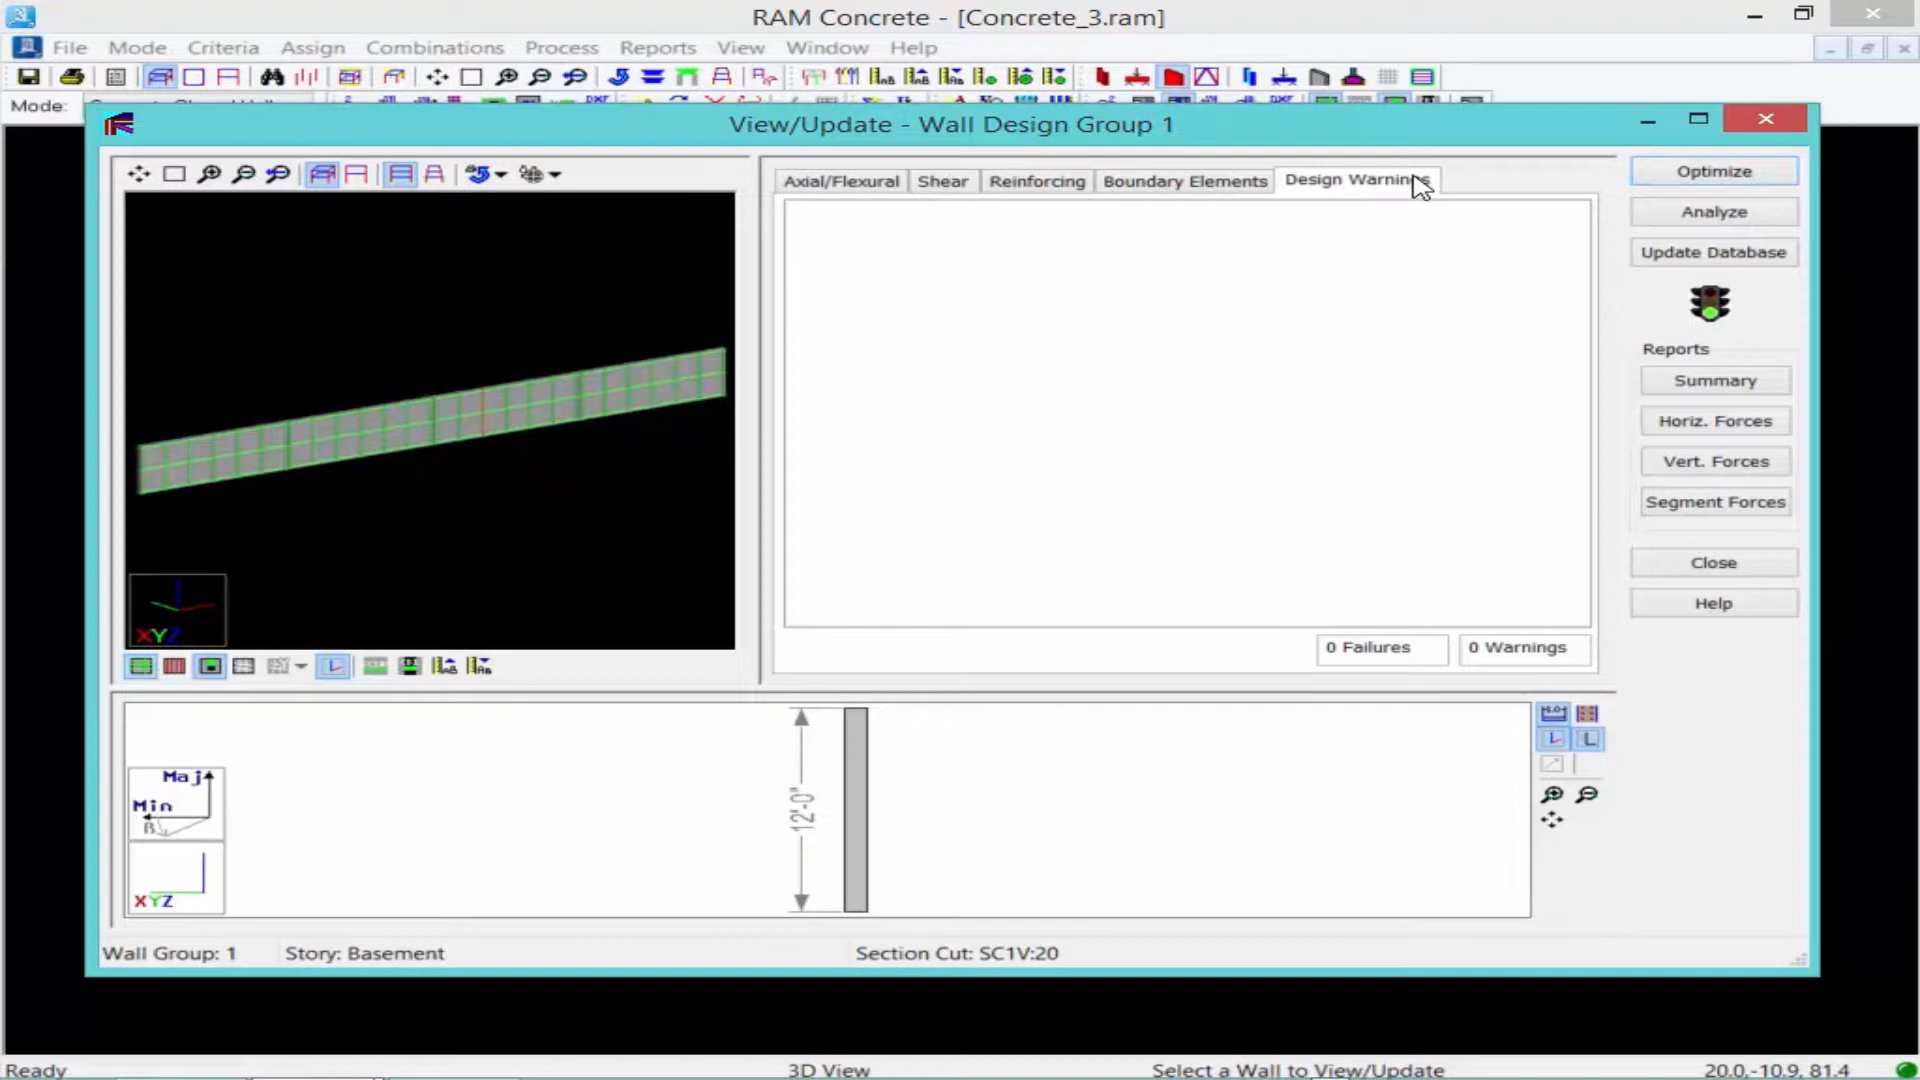 RAM Concrete - [Concrete_3.ram]
File Mode Criteria Assign Combinations Process Reports View Window Help
Mode:
View/Update - Wall Design Group 1
Axial/Flexural Shear Reinforcing Boundary Elements Design Warnings
Optimize
Analyze
Update Database
Reports
Summary
Horiz. Forces
Vert. Forces
Segment Forces
Close
Help
XYZ
0 Failures 0 Warnings
Maj
Min
B
XYZ
12'-0"
Wall Group: 1 Story: Basement Section Cut: SC1V:20
Ready 3D View Select a Wall to View/Update 20.0,-10.9, 81.4